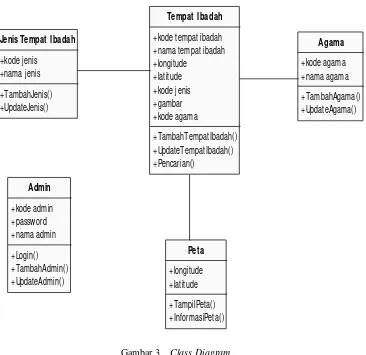 Jenis Tempat Ibadah
+kode jenis
+nama jenis
+TambahJenis()
+UpdateJenis()
Tempat Ibadah
+kode tempat ibadah
+nama tempat ibadah
+longitude
+latitude
+kode jenis
+gambar
+kode agama
+TambahTempatIbadah()
+UpdateTempatIbadah()
+Pencarian()
Agama
+kode agama
+nama agama
+TambahAgama()
+UpdateAgama()
Admin
+kode admin
+password
+nama admin
+Login()
+TambahAdmin()
+UpdateAdmin()
Peta
+longitude
+latitude
+TampilPeta()
+InformasiPeta()
Gambar 3. Class Diagram